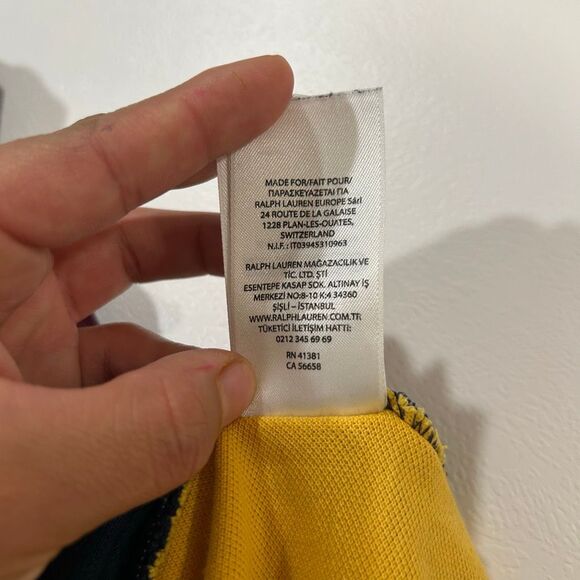 MADE FOR/FAIT POUR/
ΠΑΡΑΣΚΕΥΑΖΕΤΑΙ ΓΙΑ
RALPH LAUREN EUROPE Sàrl
24 ROUTE DE LA GALAISE
1228 PLAN-LES-OUATES,
SWITZERLAND
N.I.F. : IT03945310963
RALPH LAUREN MAĞAZACILIK VE
TİC. LTD. ŞTİ
ESENTEPE KASAP SOK. ALTINAY İŞ
MERKEZİ NO:8-10 K:4 34360
ŞİŞLİ – İSTANBUL
WWW.RALPHLAUREN.COM.TR
TÜKETİCİ İLETİŞİM HATTI:
0212 345 69 69
RN 41381
CA 56658